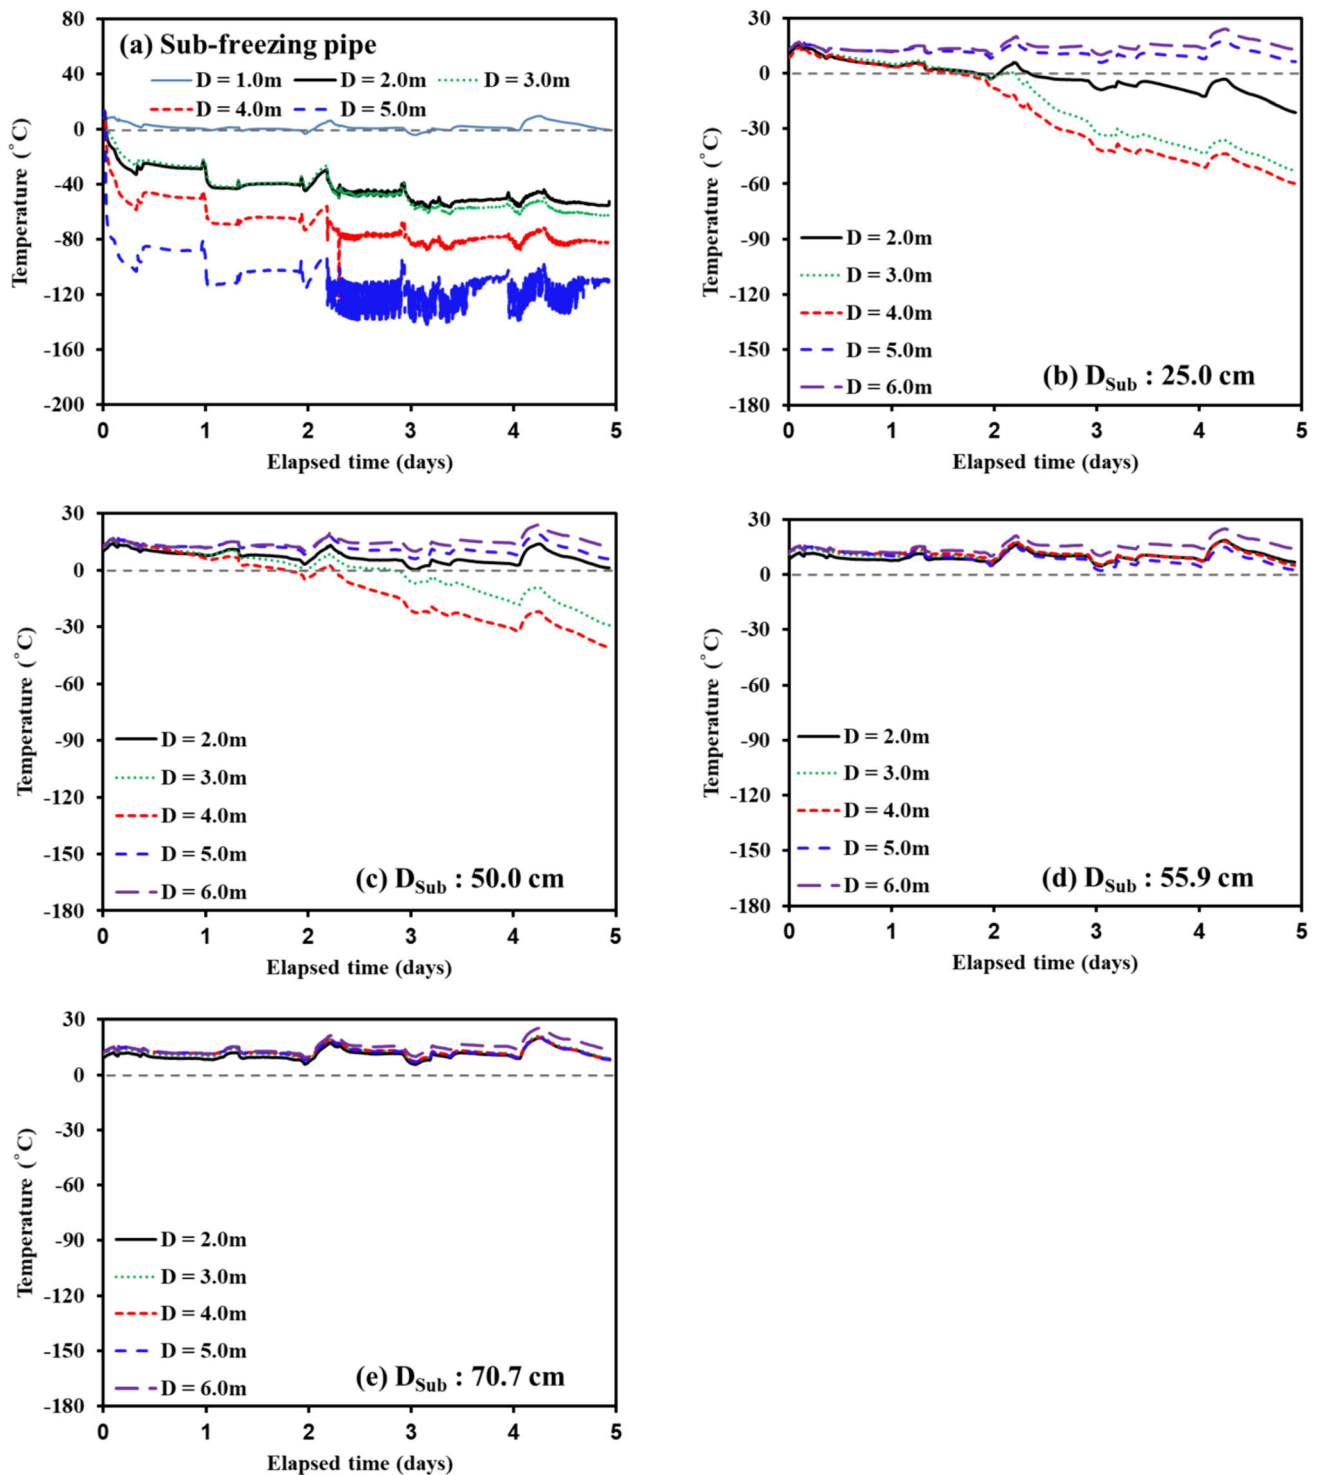 (a) Sub-freezing pipe
D = 1.0m D = 2.0m D = 3.0m
D = 4.0m D = 5.0m
80
40
0
-40
-80
-120
-160
-200
Temperature (°C)
0 1 2 3 4 5
Elapsed time (days)
30
0
-30
-60
-90
-120
-150
-180
Temperature (°C)
D = 2.0m
D = 3.0m
D = 4.0m
D = 5.0m
D = 6.0m
(b) DSub : 25.0 cm
0 1 2 3 4 5
Elapsed time (days)
30
0
-30
-60
-90
-120
-150
-180
Temperature (°C)
D = 2.0m
D = 3.0m
D = 4.0m
D = 5.0m
D = 6.0m
(c) DSub : 50.0 cm
0 1 2 3 4 5
Elapsed time (days)
30
0
-30
-60
-90
-120
-150
-180
Temperature (°C)
D = 2.0m
D = 3.0m
D = 4.0m
D = 5.0m
D = 6.0m
(d) DSub : 55.9 cm
0 1 2 3 4 5
Elapsed time (days)
30
0
-30
-60
-90
-120
-150
-180
Temperature (°C)
D = 2.0m
D = 3.0m
D = 4.0m
D = 5.0m
D = 6.0m
(e) DSub : 70.7 cm
0 1 2 3 4 5
Elapsed time (days)